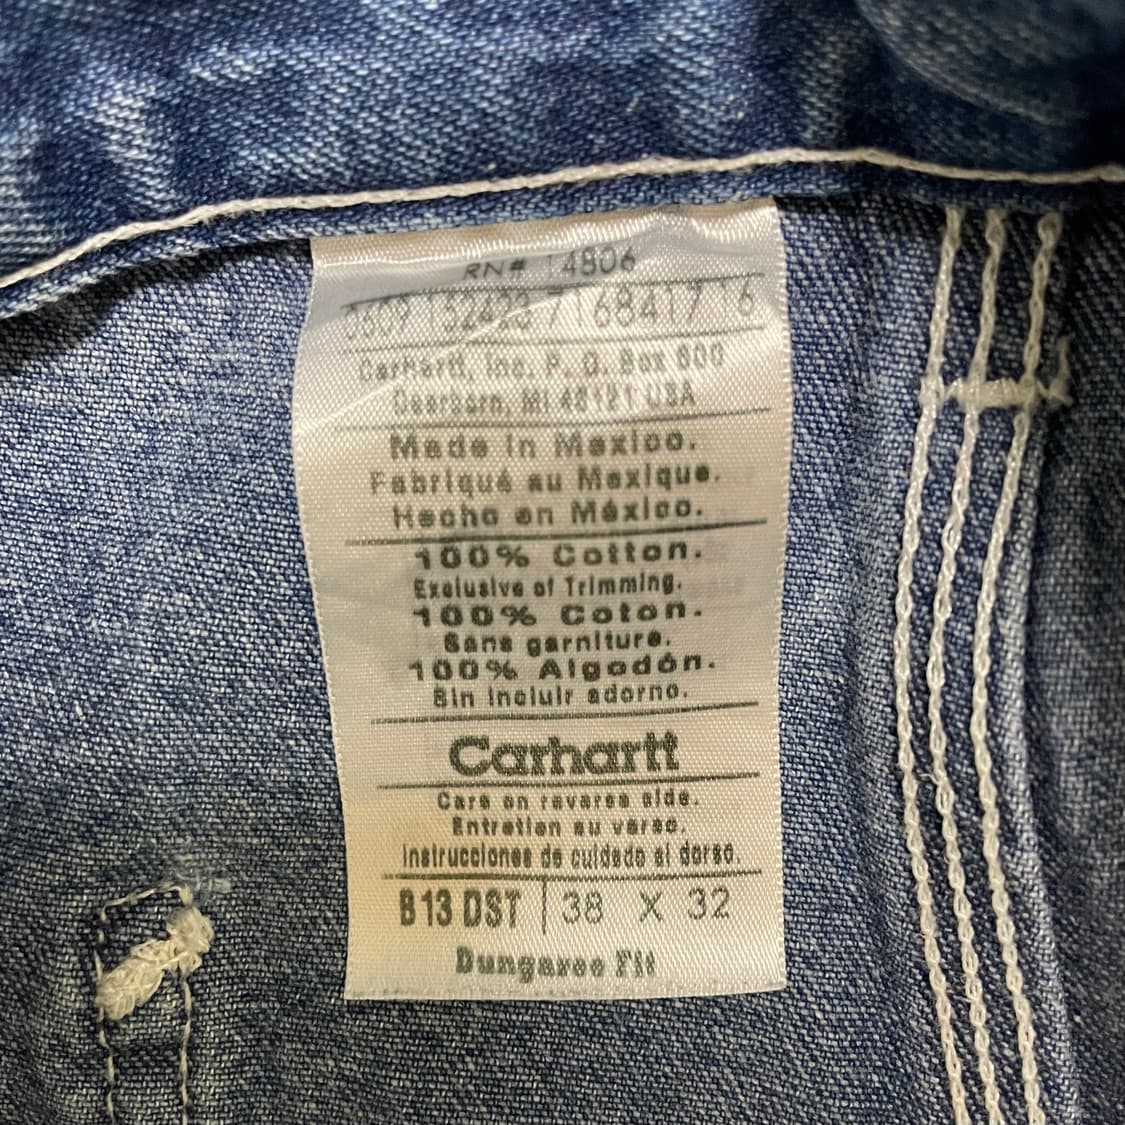 RN# 14806
0609 52423 7168417 6
Carhartt, Inc. P. O. Box 600
Dearborn, MI 48121 USA
Made in Mexico.
Fabriqué au Mexique.
Hecho en México.
100% Cotton.
Exclusive of Trimming.
100% Coton.
Sans garniture.
100% Algodón.
Sin incluir adorno.
Carhartt
Care on reverse side.
Entretien au verso.
Instrucciones de cuidado al dorso.
B13 DST 38 X 32
Dungaree Fit